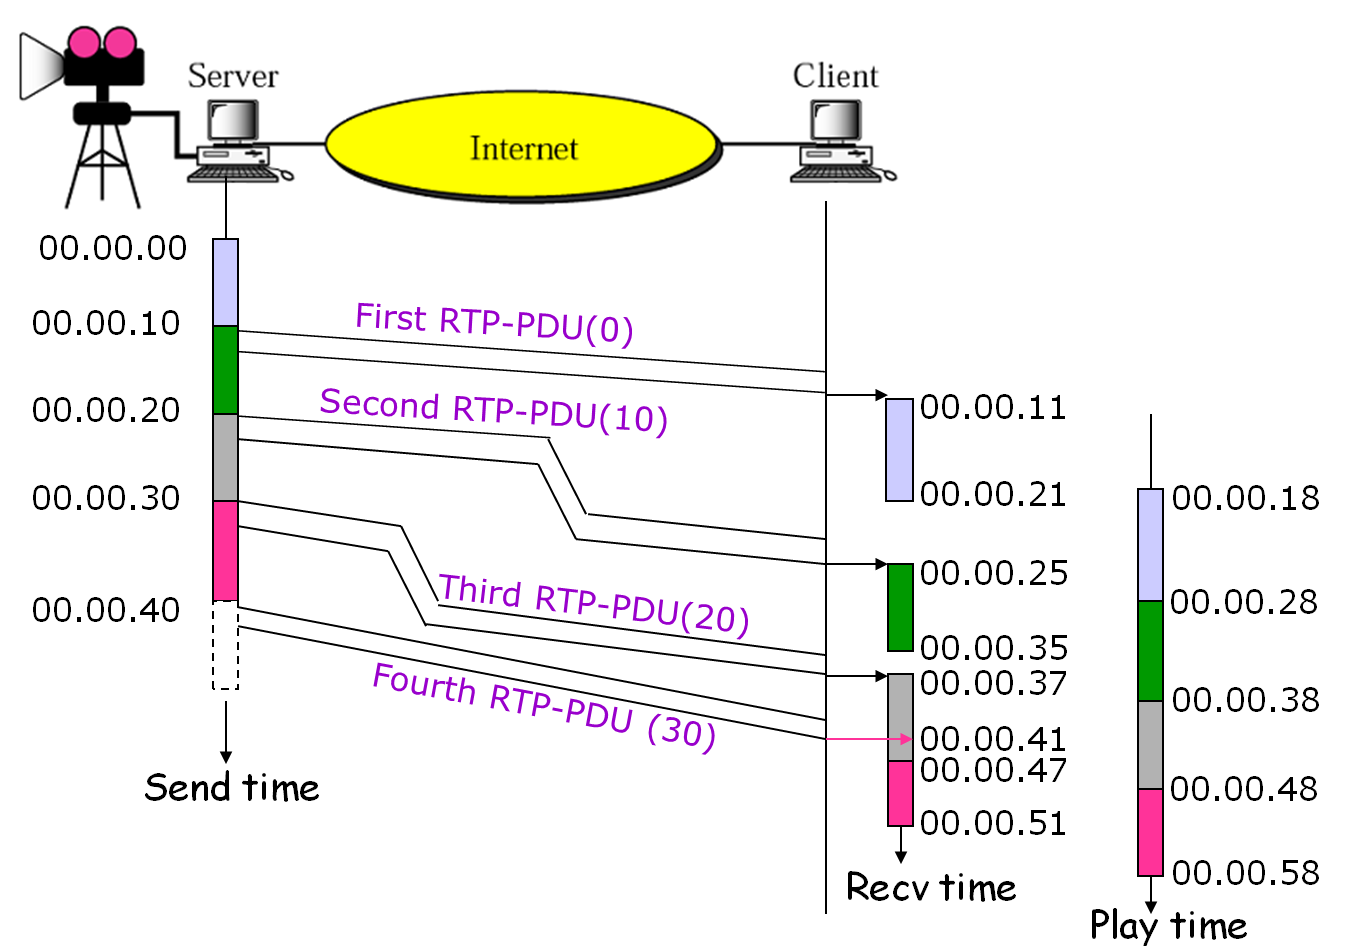 Server
Client
Internet
00.00.00
00.00.10
00.00.20
00.00.30
00.00.40
Send time
First RTP-PDU(0)
Second RTP-PDU(10)
Third RTP-PDU(20)
Fourth RTP-PDU (30)
00.00.11
00.00.21
00.00.25
00.00.35
00.00.37
00.00.41
00.00.47
00.00.51
Recv time
00.00.18
00.00.28
00.00.38
00.00.48
00.00.58
Play time